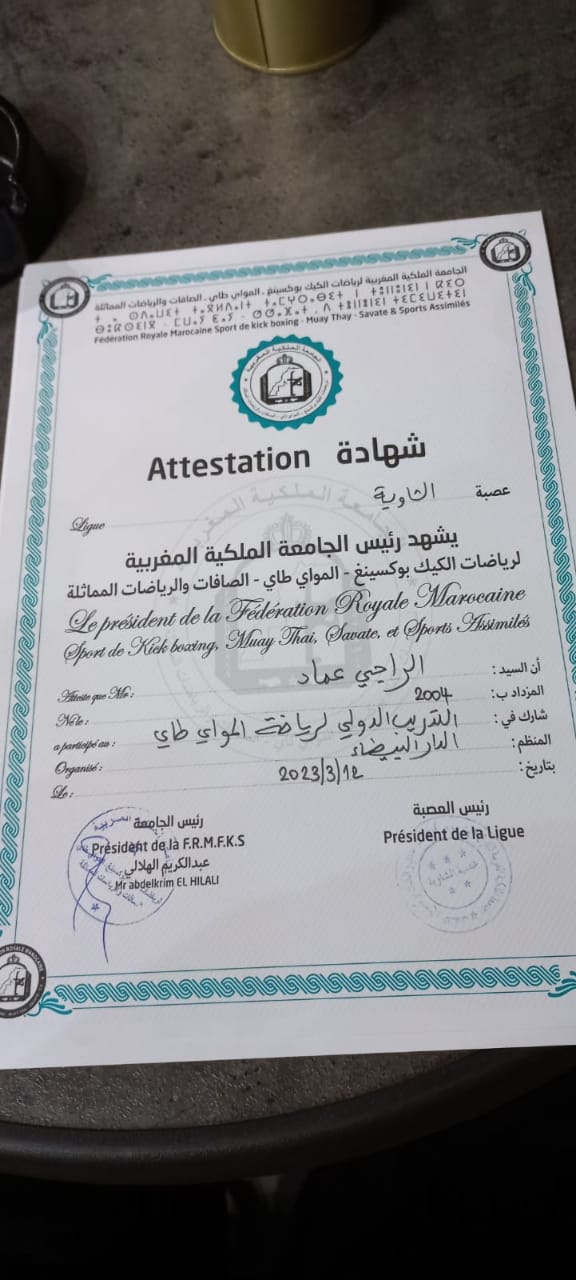 الجامعة الملكية المغربية لرياضات الكيك بوكسينغ . المواي طاي . الصافات والرياضات المماثلة
Fédération Royale Marocaine Sport de kick boxing - Muay Thay - Savate & Sports Assimilés
Attestation شهادة
عصبة الشاوية
Ligue
يشهد رئيس الجامعة الملكية المغربية
لرياضات الكيك بوكسينغ - المواي طاي - الصافات والرياضات المماثلة
Le président de la Fédération Royale Marocaine
Sport de Kick boxing, Muay Thai, Savate, et Sports Assimilés
أن السيد : الراجي عماد
Atteste que Mr :
المزداد ب : 2004
Né le :
شارك في : التدريب الدولي لرياضة المواي طاي
a participé au :
المنظم : الدار البيضاء
Organisé :
بتاريخ : 2023/3/12
Le :
رئيس العصبة
Président de la Ligue
رئيس الجامعة
Président de la F.R.M.F.K.S
عبدالكريم الهلالي
Mr abdelkrim EL HILALI